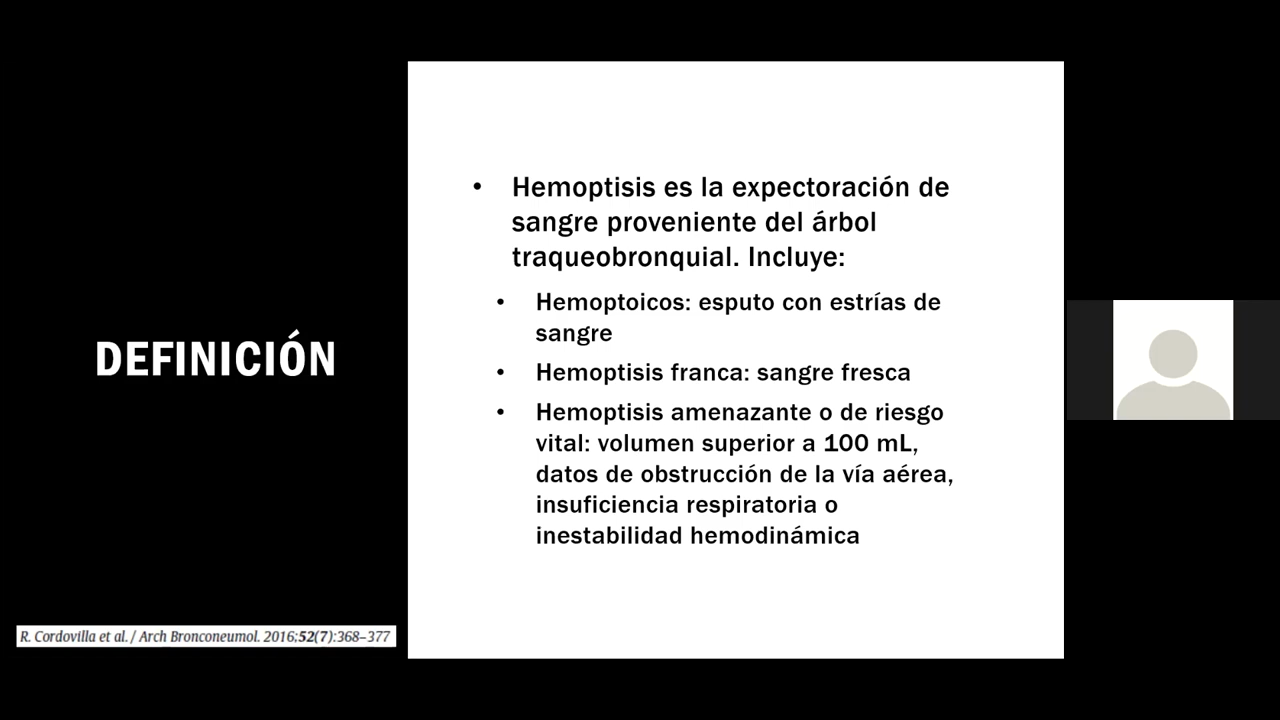 DEFINICIÓN
• Hemoptisis es la expectoración de
sangre proveniente del árbol
traqueobronquial. Incluye:
• Hemoptoicos: esputo con estrías de
sangre
• Hemoptisis franca: sangre fresca
• Hemoptisis amenazante o de riesgo
vital: volumen superior a 100 mL,
datos de obstrucción de la vía aérea,
insuficiencia respiratoria o
inestabilidad hemodinámica
R. Cordovilla et al. / Arch Bronconeumol. 2016;52(7):368–377